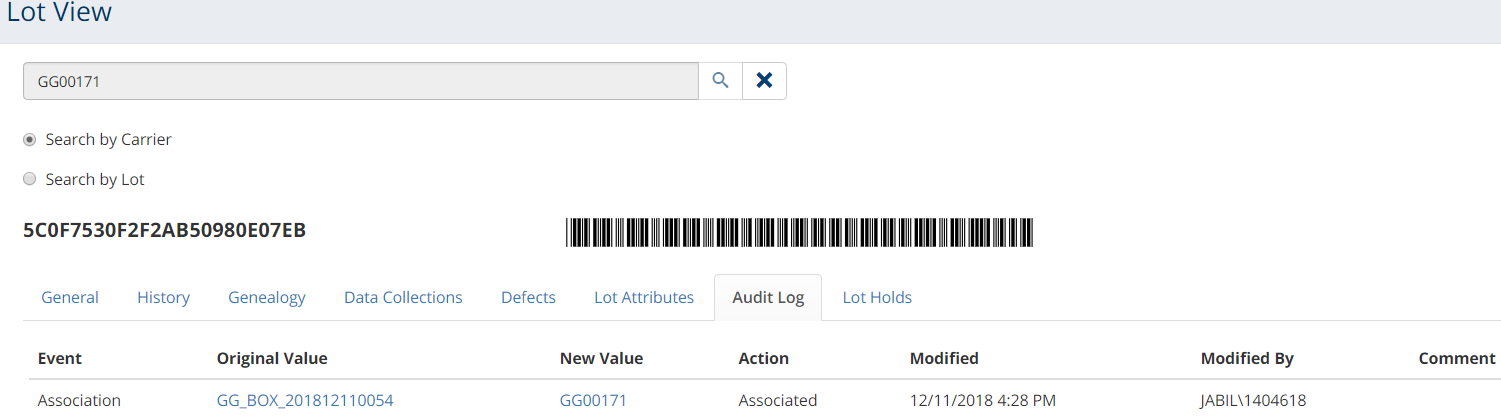 Lot View
GG00171
Search by Carrier
Search by Lot
5C0F7530F2F2AB50980E07EB
General History Genealogy Data Collections Defects Lot Attributes Audit Log Lot Holds
Event Original Value New Value Action Modified Modified By Comment
Association GG_BOX_201812110054 GG00171 Associated 12/11/2018 4:28 PM JABIL\1404618